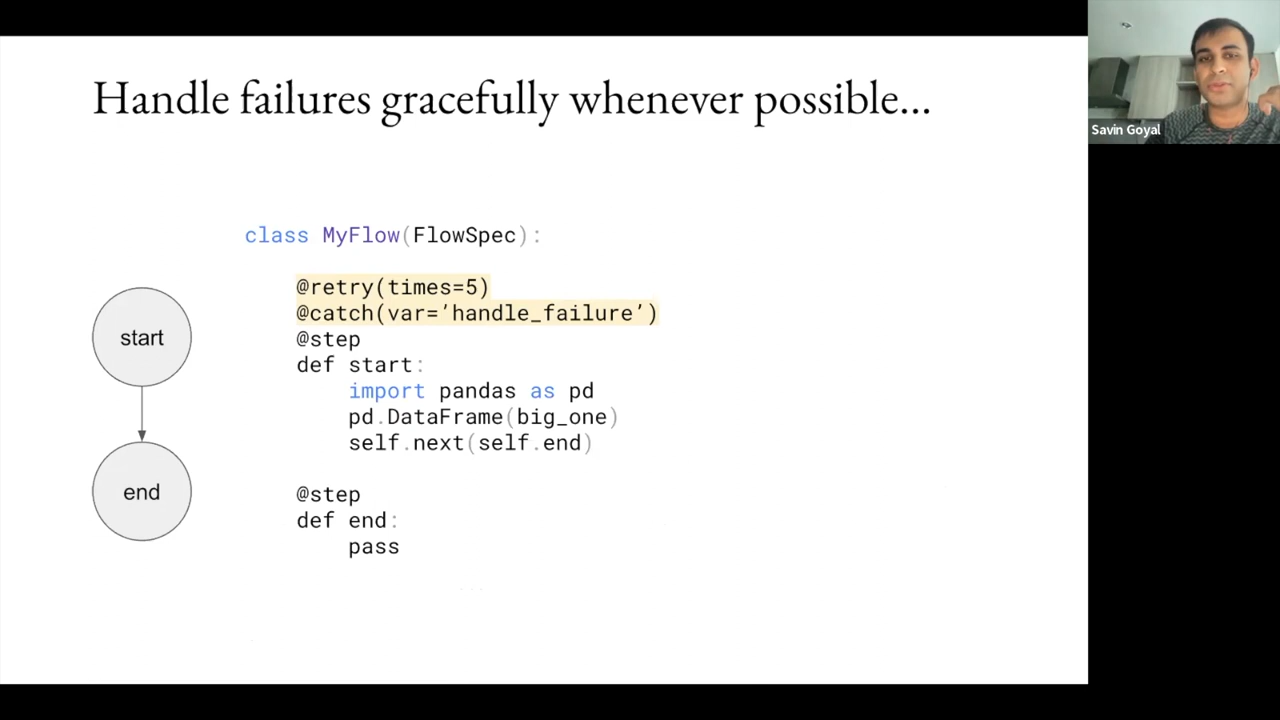 Handle failures gracefully whenever possible...
Savin Goyal
class MyFlow(FlowSpec):
@retry(times=5)
@catch(var=’handle_failure’)
@step
def start:
import pandas as pd
pd.DataFrame(big_one)
self.next(self.end)
@step
def end:
pass
start
end